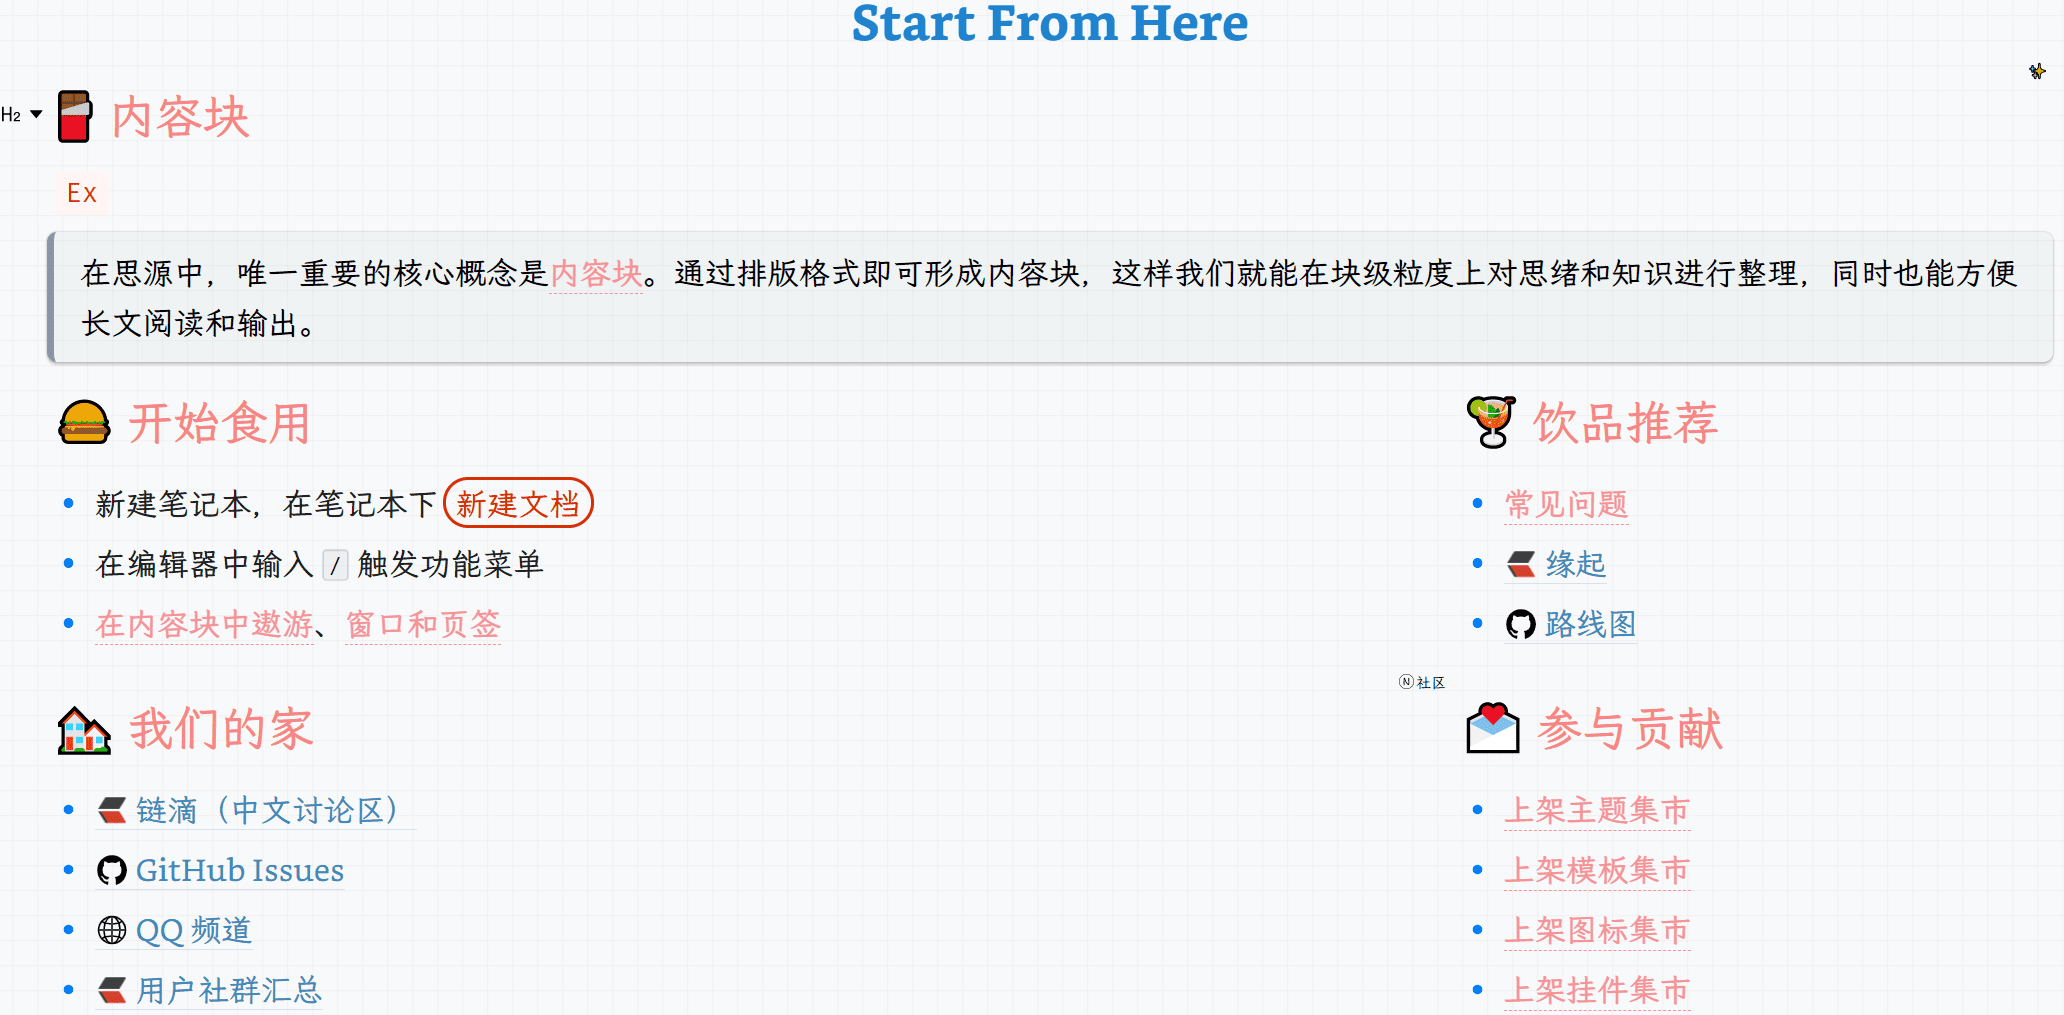 Start From Here
H2
内容块
Ex
在思源中，唯一重要的核心概念是内容块。通过排版格式即可形成内容块，这样我们就能在块级粒度上对思绪和知识进行整理，同时也能方便
长文阅读和输出。
开始食用
新建笔记本，在笔记本下 新建文档
在编辑器中输入 / 触发功能菜单
在内容块中遨游、窗口和页签
饮品推荐
常见问题
缘起
路线图
我们的家
链滴（中文讨论区）
GitHub Issues
QQ 频道
用户社群汇总
N 社区
参与贡献
上架主题集市
上架模板集市
上架图标集市
上架挂件集市